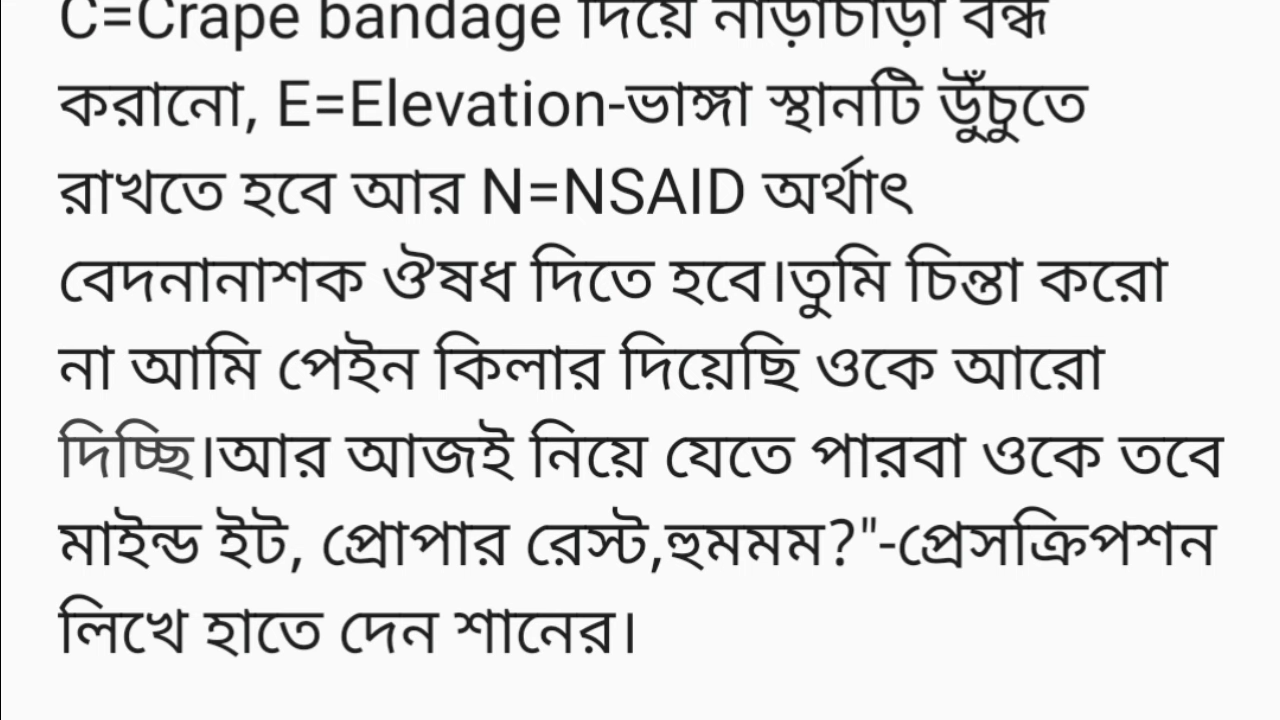 C=Crape bandage দিয়ে নাড়াচাড়া বন্ধ
করানো, E=Elevation-ভাঙ্গা স্থানটি উুঁচুতে
রাখতে হবে আর N=NSAID অর্থাৎ
বেদনানাশক ঔষধ দিতে হবে।তুমি চিন্তা করো
না আমি পেইন কিলার দিয়েছি ওকে আরো
দিচ্ছি।আর আজই নিয়ে যেতে পারবা ওকে তবে
মাইন্ড ইট, প্রোপার রেস্ট,হুমমম?"-প্রেসক্রিপশন
লিখে হাতে দেন শানের।